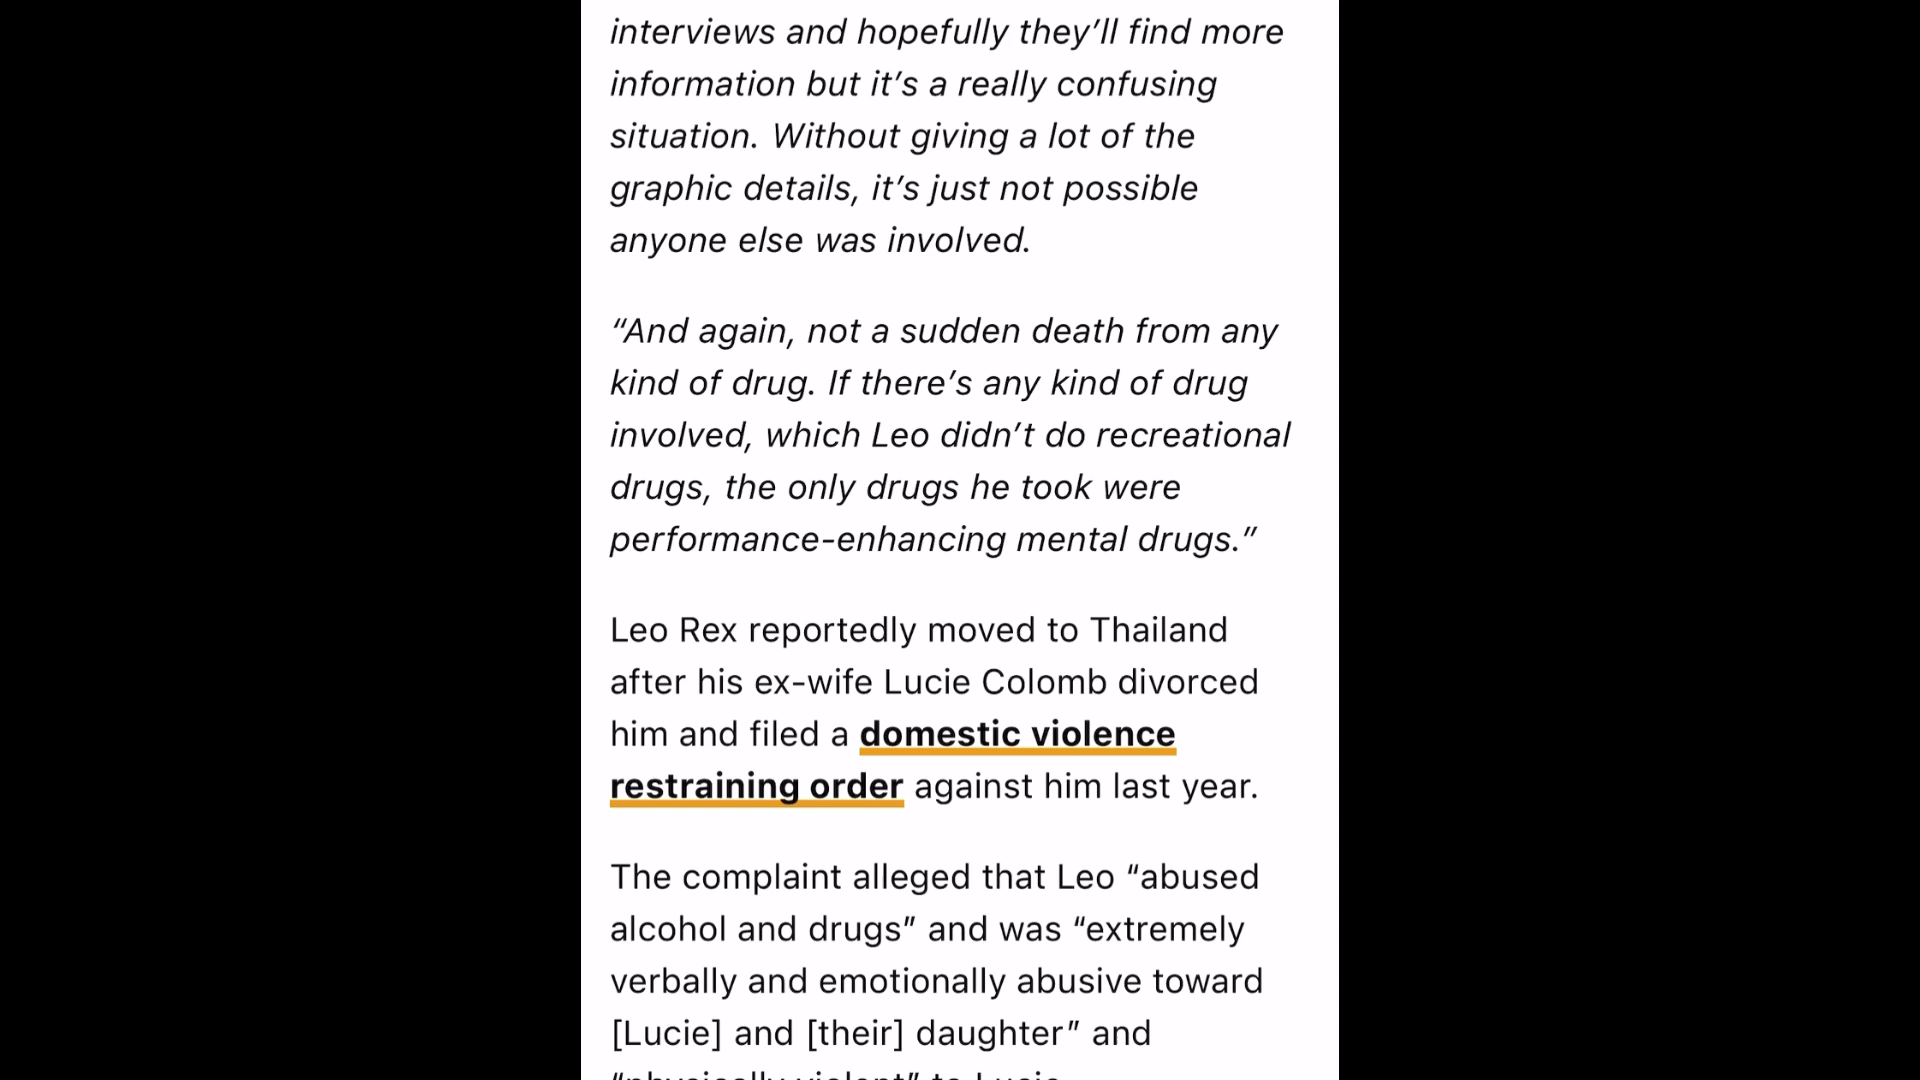 interviews and hopefully they’ll find more
information but it’s a really confusing
situation. Without giving a lot of the
graphic details, it’s just not possible
anyone else was involved.
“And again, not a sudden death from any
kind of drug. If there’s any kind of drug
involved, which Leo didn’t do recreational
drugs, the only drugs he took were
performance-enhancing mental drugs.”
Leo Rex reportedly moved to Thailand
after his ex-wife Lucie Colomb divorced
him and filed a domestic violence
restraining order against him last year.
The complaint alleged that Leo “abused
alcohol and drugs” and was “extremely
verbally and emotionally abusive toward
[Lucie] and [their] daughter” and
“physically violent” to Lucie